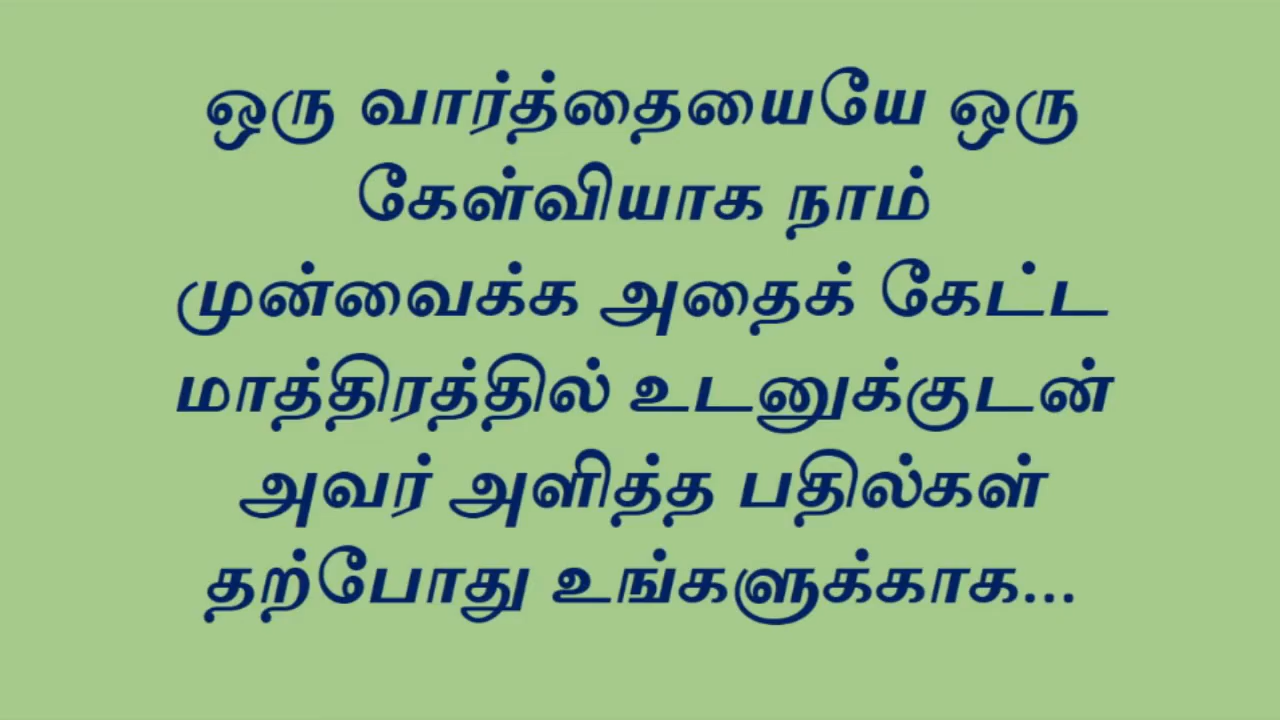 ஒரு வார்த்தையையே ஒரு
கேள்வியாக நாம்
முன்வைக்க அதைக் கேட்ட
மாத்திரத்தில் உடனுக்குடன்
அவர் அளித்த பதில்கள்
தற்போது உங்களுக்காக...